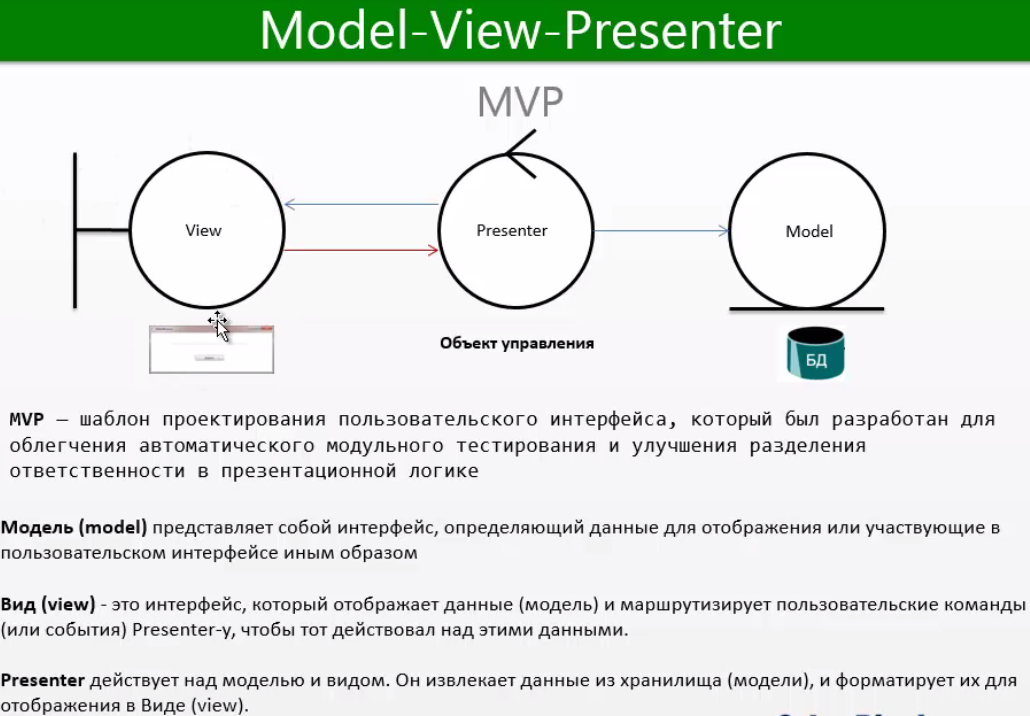 Model-View-Presenter
MVP
View
Presenter
Model
Объект управления
БД
MVP – шаблон проектирования пользовательского интерфейса, который был разработан для
облегчения автоматического модульного тестирования и улучшения разделения
ответственности в презентационной логике
Модель (model) представляет собой интерфейс, определяющий данные для отображения или участвующие в
пользовательском интерфейсе иным образом
Вид (view) - это интерфейс, который отображает данные (модель) и маршрутизирует пользовательские команды
(или события) Presenter-у, чтобы тот действовал над этими данными.
Presenter действует над моделью и видом. Он извлекает данные из хранилища (модели), и форматирует их для
отображения в Виде (view).